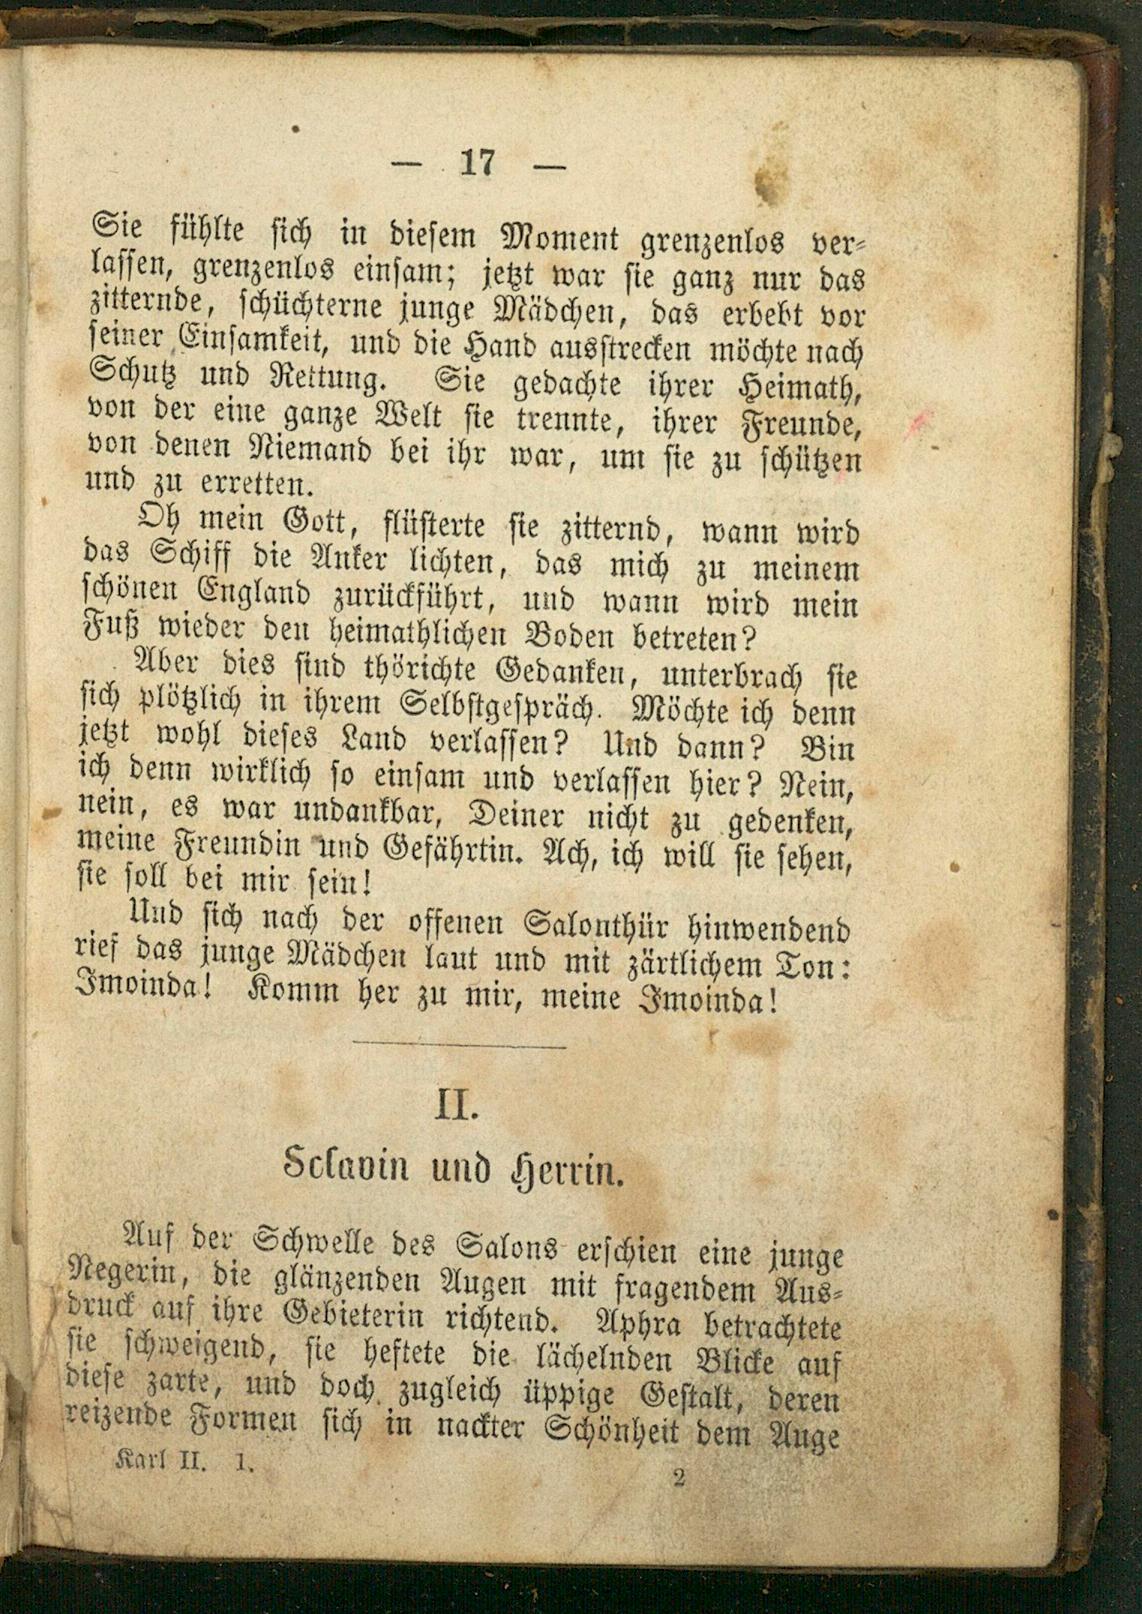 — 17 —
Sie fühlte sich in diesem Moment grenzenlos ver-
lassen, grenzenlos einsam; jetzt war sie ganz nur das
zitternde, schüchterne junge Mädchen, das erbebt vor
seiner Einsamkeit, und die Hand ausstrecken möchte nach
Schutz und Rettung. Sie gedachte ihrer Heimath,
von der eine ganze Welt sie trennte, ihrer Freunde,
von denen Niemand bei ihr war, um sie zu schützen
und zu erretten.
Oh mein Gott, flüsterte sie zitternd, wann wird
das Schiff die Anker lichten, das mich zu meinem
schönen England zurückführt, und wann wird mein
Fuß wieder den heimathlichen Boden betreten?
Aber dies sind thörichte Gedanken, unterbrach sie
sich plötzlich in ihrem Selbstgespräch. Möchte ich denn
jetzt wohl dieses Land verlassen? Und dann? Bin
ich denn wirklich so einsam und verlassen hier? Nein,
nein, es war undankbar, Deiner nicht zu gedenken,
meine Freundin und Gefährtin. Ach, ich will sie sehen,
sie soll bei mir sein!
Und sich nach der offenen Salonthür hinwendend
rief das junge Mädchen laut und mit zärtlichem Ton:
Imoinda! Komm her zu mir, meine Imoinda!
II.
Sclavin und Herrin.
Auf der Schwelle des Salons erschien eine junge
Negerin, die glänzenden Augen mit fragendem Aus-
druck auf ihre Gebieterin richtend. Aphra betrachtete
sie schweigend, sie heftete die lächelnden Blicke auf
diese zarte, und doch zugleich üppige Gestalt, deren
reizende Formen sich in nackter Schönheit dem Auge
Karl II. 1.
2